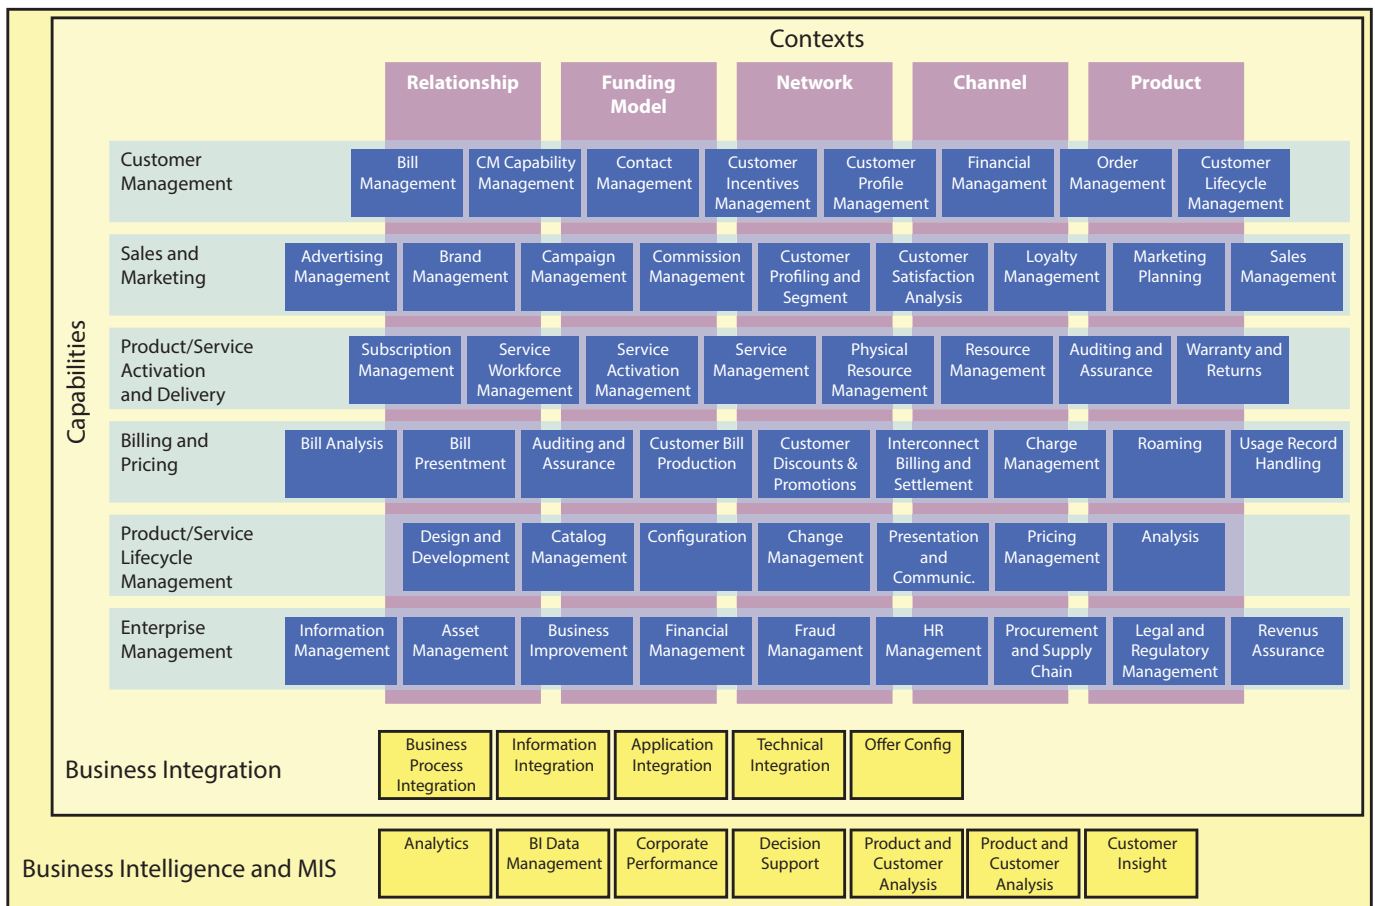 Contexts
Relationship
Funding
Model
Network
Channel
Product
Capabilities
Customer
Management
Bill
Management
CM Capability
Management
Contact
Management
Customer
Incentives
Management
Customer
Profile
Management
Financial
Managament
Order
Management
Customer
Lifecycle
Management
Sales and
Marketing
Advertising
Management
Brand
Management
Campaign
Management
Commission
Management
Customer
Profiling and
Segment
Customer
Satisfaction
Analysis
Loyalty
Management
Marketing
Planning
Sales
Management
Product/Service
Activation
and Delivery
Subscription
Management
Service
Workforce
Management
Service
Activation
Management
Service
Management
Physical
Resource
Management
Resource
Management
Auditing and
Assurance
Warranty and
Returns
Billing and
Pricing
Bill Analysis
Bill
Presentment
Auditing and
Assurance
Customer Bill
Production
Customer
Discounts &
Promotions
Interconnect
Billing and
Settlement
Charge
Management
Roaming
Usage Record
Handling
Product/Service
Lifecycle
Management
Design and
Development
Catalog
Management
Configuration
Change
Management
Presentation
and
Communic.
Pricing
Management
Analysis
Enterprise
Management
Information
Management
Asset
Management
Business
Improvement
Financial
Management
Fraud
Managament
HR
Management
Procurement
and Supply
Chain
Legal and
Regulatory
Management
Revenus
Assurance
Business Integration
Business
Process
Integration
Information
Integration
Application
Integration
Technical
Integration
Offer Config
Business Intelligence and MIS
Analytics
BI Data
Management
Corporate
Performance
Decision
Support
Product and
Customer
Analysis
Product and
Customer
Analysis
Customer
Insight